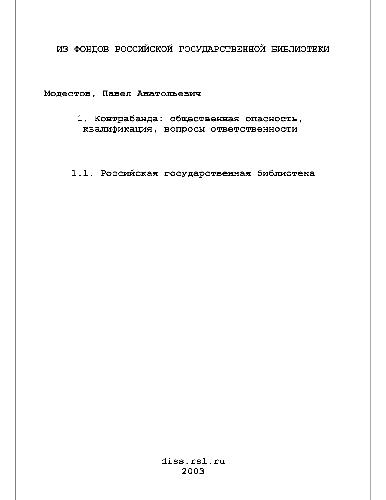 ИЗ ФОНДОВ РОССИЙСКОЙ ГОСУДАРСТВЕННОЙ БИБЛИОТЕКИ
Модестов, Павел Анатольевич
1. Контрабанда: общественная опасность,
квалификация, вопросы ответственности
1.1. Российская государственная библиотека
diss.rsl.ru
2003